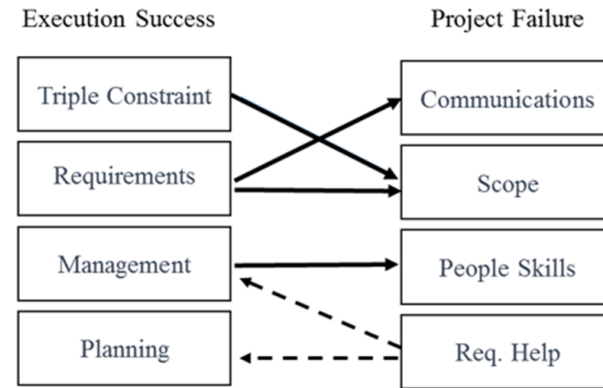 Execution Success
Project Failure
Triple Constraint
Communications
Requirements
Scope
Management
People Skills
Planning
Req. Help